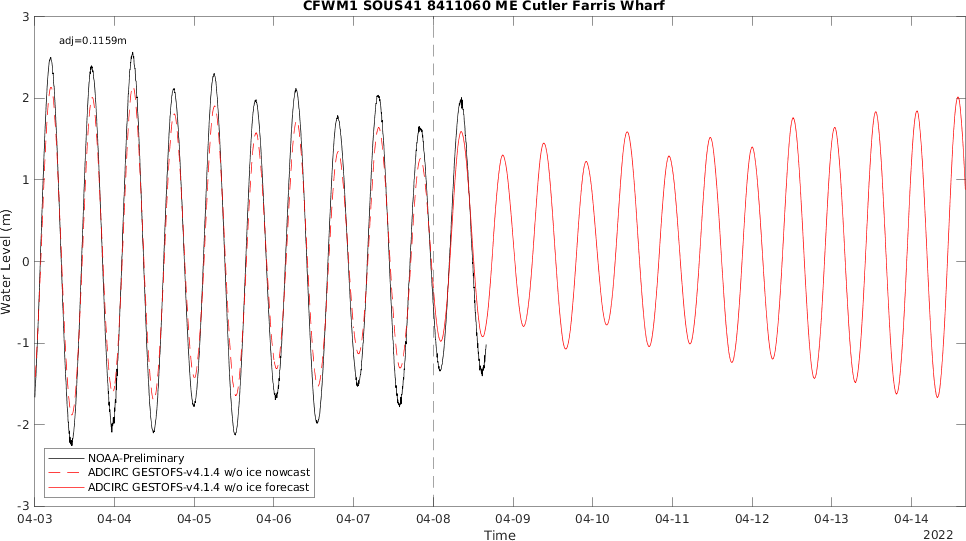 CFWM1 SOUS41 8411060 ME Cutler Farris Wharf
adj=0.1159m
3
2
1
0
-1
-2
-3
Water Level (m)
NOAA-Preliminary
ADCIRC GESTOFS-v4.1.4 w/o ice nowcast
ADCIRC GESTOFS-v4.1.4 w/o ice forecast
04-03 04-04 04-05 04-06 04-07 04-08 04-09 04-10 04-11 04-12 04-13 04-14
Time
2022